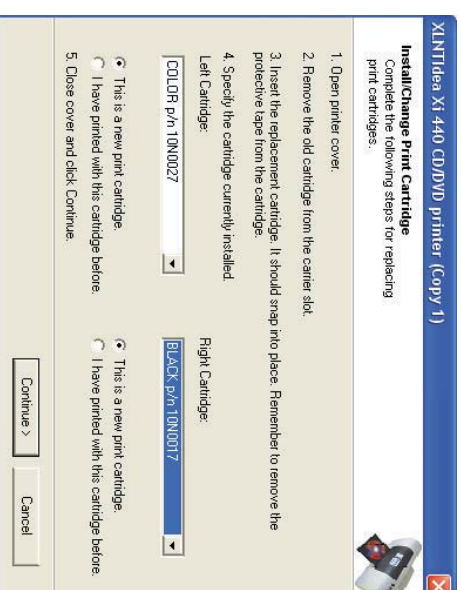 XLNTIdea Xi 440 CD/DVD printer (Copy 1)
Install/Change Print Cartridge
Complete the following steps for replacing
print cartridges.
1. Open printer cover.
2. Remove the old cartridge from the carrier slot.
3. Insert the replacement cartridge. It should snap into place. Remember to remove the
protective tape from the cartridge.
4. Specify the cartridge currently installed.
Left Cartridge:
Right Cartridge:
COLOR p/n 10N0027
BLACK p/n 10N0017
This is a new print cartridge.
This is a new print cartridge.
I have printed with this cartridge before.
I have printed with this cartridge before.
5. Close cover and click Continue.
Continue >
Cancel